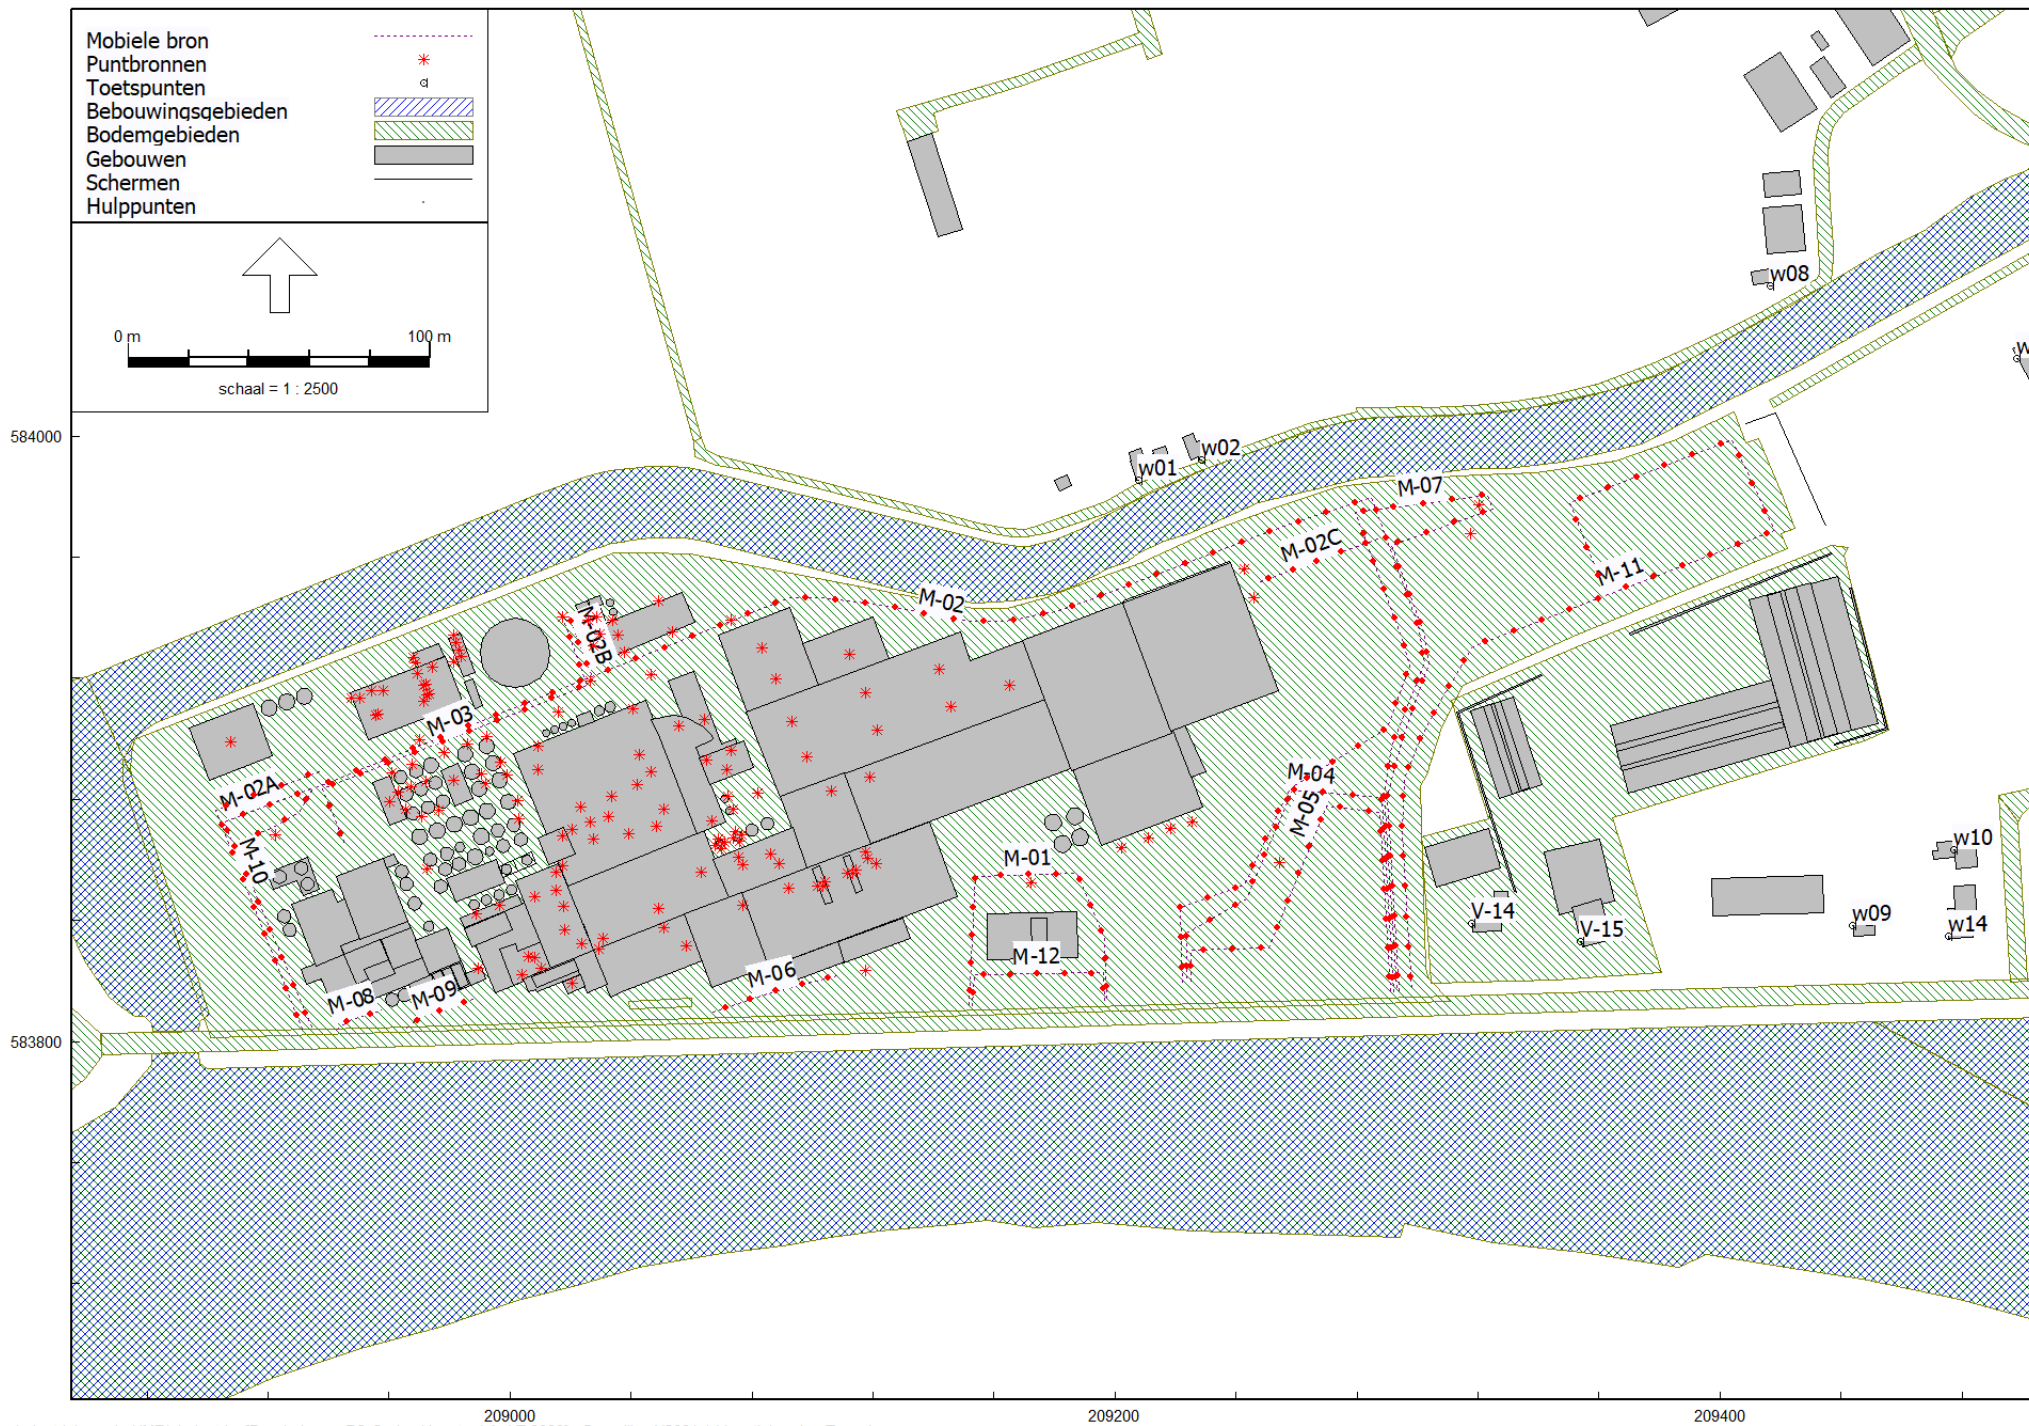 Mobiele bron
Puntbronnen
Toetspunten
Bebouwingsgebieden
Bodemgebieden
Gebouwen
Schermen
Hulppunten
0 m 100 m
schaal = 1 : 2500
w08
w
584000
w01
w02
M-07
M-02C
M-11
M-02
M-02B
M-03
M-02A
M-04
M-05
M-10
M-01
w10
V-14
V-15
w09
w14
M-12
M-06
M-08
M-09
583800
209000
209200
209400